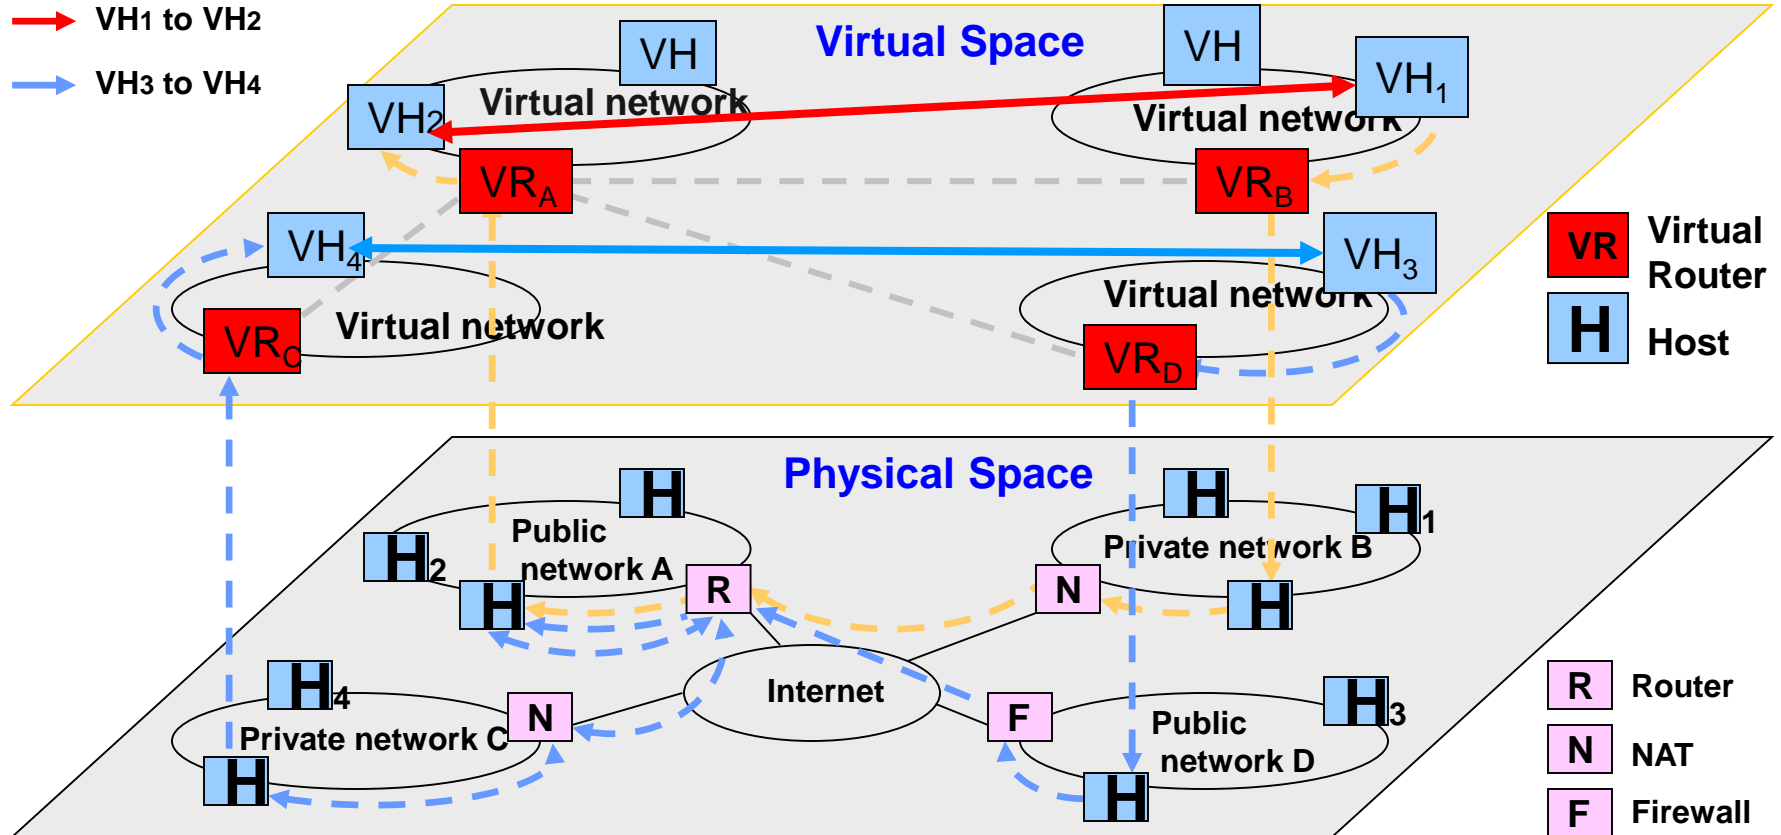 VH1 to VH2
VH3 to VH4
Virtual Space
VH
VH
VH1
VH2
Virtual network
Virtual network
VRA
VRB
VH4
VH3
Virtual network
Virtual network
VRC
VRD
VR
Virtual
Router
H
Host
Physical Space
H
H
H1
H2
Public
network A
Private network B
R
N
H
H
H4
Internet
H3
N
F
Private network C
Public
network D
H
H
R
Router
N
NAT
F
Firewall